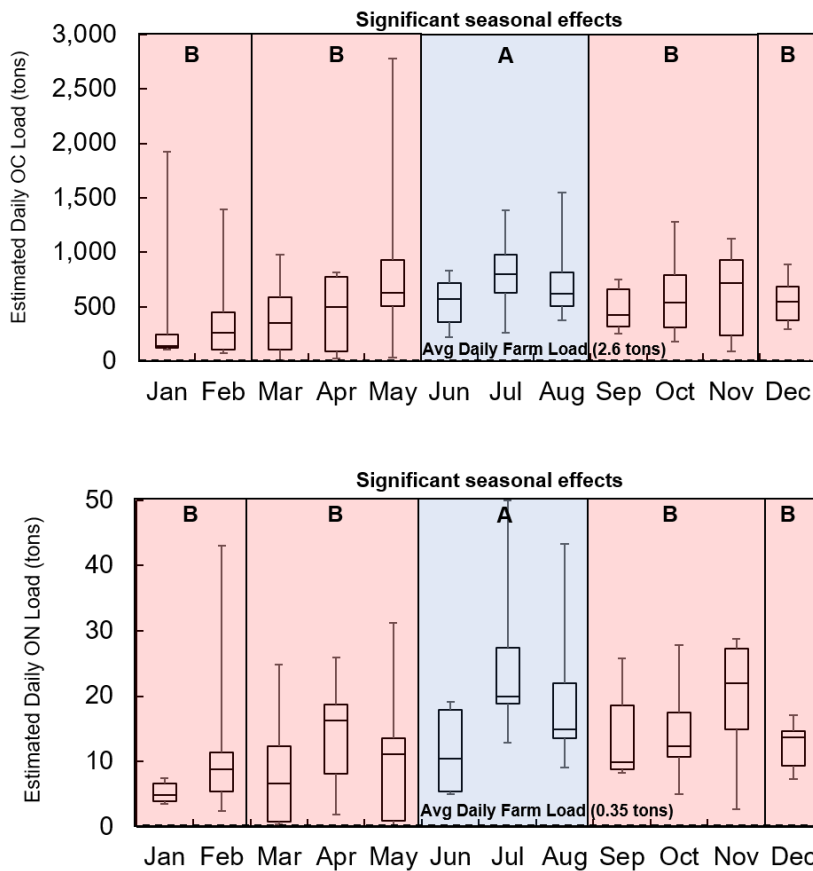 Significant seasonal effects
3,000
2,500
2,000
1,500
1,000
500
0
Estimated Daily OC Load (tons)
B B A B B
Avg Daily Farm Load (2.6 tons)
Jan Feb Mar Apr May Jun Jul Aug Sep Oct Nov Dec
Significant seasonal effects
50
40
30
20
10
0
Estimated Daily ON Load (tons)
B B A B B
Avg Daily Farm Load (0.35 tons)
Jan Feb Mar Apr May Jun Jul Aug Sep Oct Nov Dec